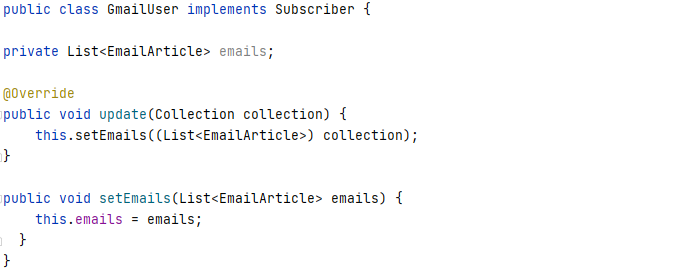 public class GmailUser implements Subscriber {
private List<EmailArticle> emails;
@Override
public void update(Collection collection) {
    this.setEmails((List<EmailArticle>) collection);
}
public void setEmails(List<EmailArticle> emails) {
    this.emails = emails;
  }
}